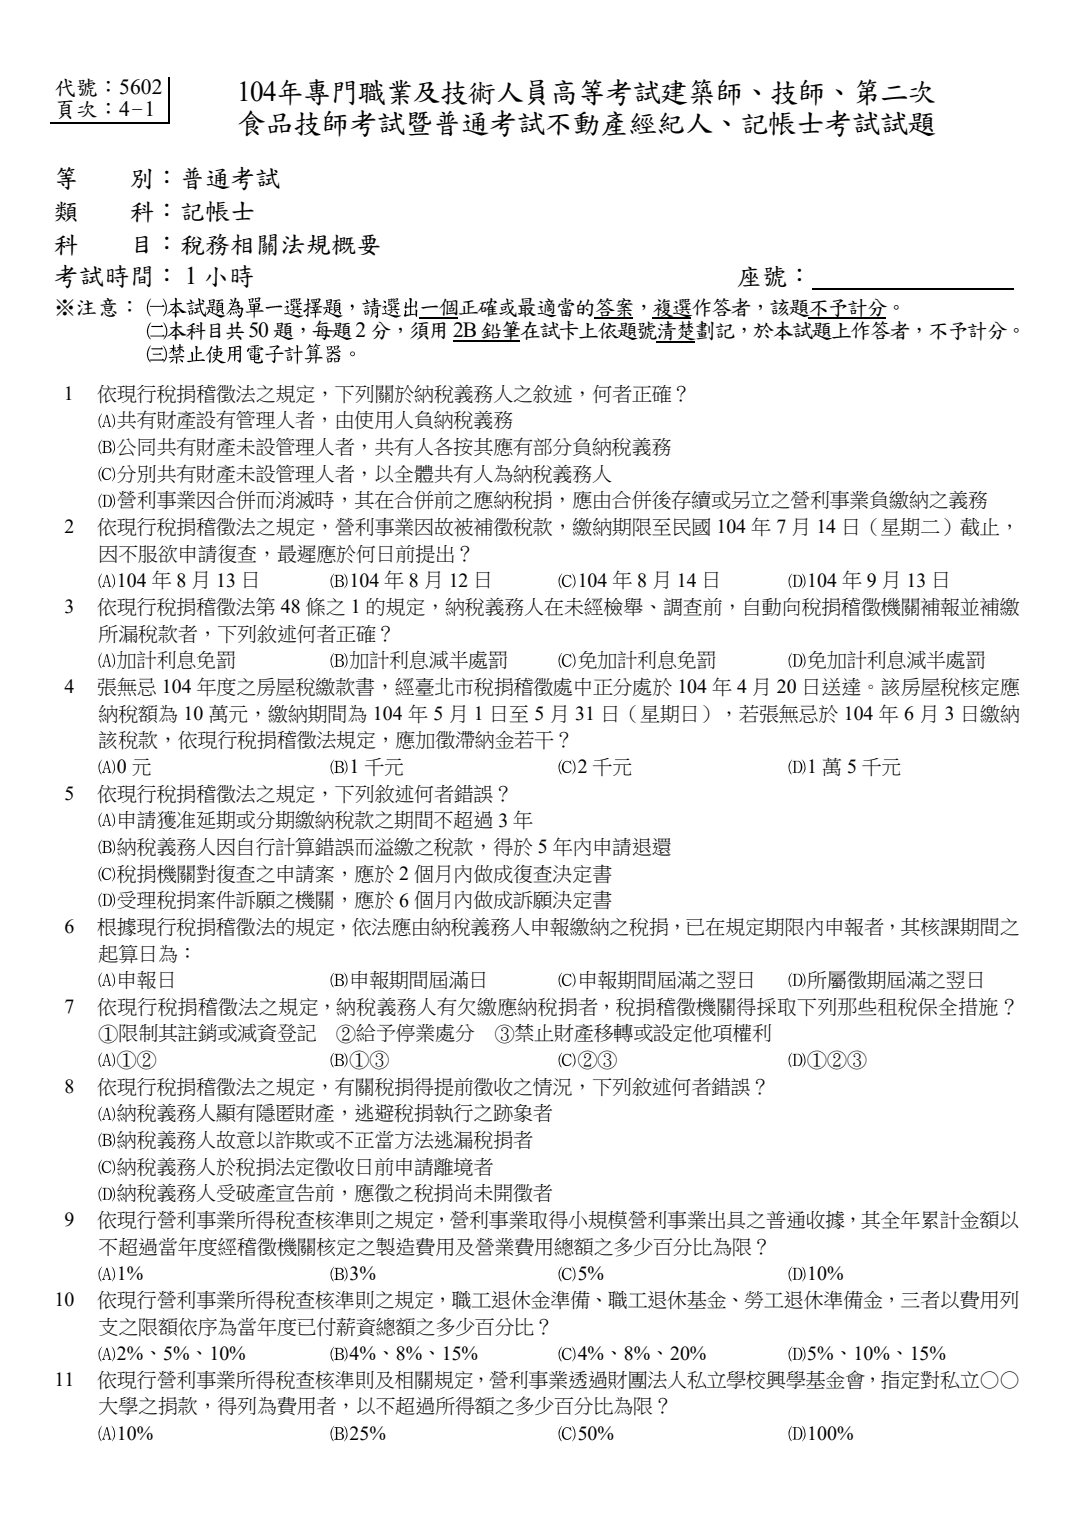 代號：5602
頁次：4－1
104年專門職業及技術人員高等考試建築師、技師、第二次
食品技師考試暨普通考試不動產經紀人、記帳士考試試題
等　　別：普通考試
類　　科：記帳士
科　　目：稅務相關法規概要
考試時間：1 小時　　座號：
※注意：㈠本試題為單一選擇題，請選出一個正確或最適當的答案，複選作答者，該題不予計分。
㈡本科目共 50 題，每題 2 分，須用 2B 鉛筆在試卡上依題號清楚劃記，於本試題上作答者，不予計分。
㈢禁止使用電子計算器。
1 依現行稅捐稽徵法之規定，下列關於納稅義務人之敘述，何者正確？
(A)共有財產設有管理人者，由使用人負納稅義務
(B)公同共有財產未設管理人者，共有人各按其應有部分負納稅義務
(C)分別共有財產未設管理人者，以全體共有人為納稅義務人
(D)營利事業因合併而消滅時，其在合併前之應納稅捐，應由合併後存續或另立之營利事業負繳納之義務
2 依現行稅捐稽徵法之規定，營利事業因故被補徵稅款，繳納期限至民國 104 年 7 月 14 日（星期二）截止，
因不服欲申請復查，最遲應於何日前提出？
(A)104 年 8 月 13 日 (B)104 年 8 月 12 日 (C)104 年 8 月 14 日 (D)104 年 9 月 13 日
3 依現行稅捐稽徵法第 48 條之 1 的規定，納稅義務人在未經檢舉、調查前，自動向稅捐稽徵機關補報並補繳
所漏稅款者，下列敘述何者正確？
(A)加計利息免罰 (B)加計利息減半處罰 (C)免加計利息免罰 (D)免加計利息減半處罰
4 張無忌 104 年度之房屋稅繳款書，經臺北市稅捐稽徵處中正分處於 104 年 4 月 20 日送達。該房屋稅核定應
納稅額為 10 萬元，繳納期間為 104 年 5 月 1 日至 5 月 31 日（星期日），若張無忌於 104 年 6 月 3 日繳納
該稅款，依現行稅捐稽徵法規定，應加徵滯納金若干？
(A)0 元 (B)1 千元 (C)2 千元 (D)1 萬 5 千元
5 依現行稅捐稽徵法之規定，下列敘述何者錯誤？
(A)申請獲准延期或分期繳納稅款之期間不超過 3 年
(B)納稅義務人因自行計算錯誤而溢繳之稅款，得於 5 年內申請退還
(C)稅捐機關對復查之申請案，應於 2 個月內做成復查決定書
(D)受理稅捐案件訴願之機關，應於 6 個月內做成訴願決定書
6 根據現行稅捐稽徵法的規定，依法應由納稅義務人申報繳納之稅捐，已在規定期限內申報者，其核課期間之
起算日為：
(A)申報日 (B)申報期間屆滿日 (C)申報期間屆滿之翌日 (D)所屬徵期屆滿之翌日
7 依現行稅捐稽徵法之規定，納稅義務人有欠繳應納稅捐者，稅捐稽徵機關得採取下列那些租稅保全措施？
①限制其註銷或減資登記　②給予停業處分　③禁止財產移轉或設定他項權利
(A)①② (B)①③ (C)②③ (D)①②③
8 依現行稅捐稽徵法之規定，有關稅捐得提前徵收之情況，下列敘述何者錯誤？
(A)納稅義務人顯有隱匿財產，逃避稅捐執行之跡象者
(B)納稅義務人故意以詐欺或不正當方法逃漏稅捐者
(C)納稅義務人於稅捐法定徵收日前申請離境者
(D)納稅義務人受破產宣告前，應徵之稅捐尚未開徵者
9 依現行營利事業所得稅查核準則之規定，營利事業取得小規模營利事業出具之普通收據，其全年累計金額以
不超過當年度經稽徵機關核定之製造費用及營業費用總額之多少百分比為限？
(A)1% (B)3% (C)5% (D)10%
10 依現行營利事業所得稅查核準則之規定，職工退休金準備、職工退休基金、勞工退休準備金，三者以費用列
支之限額依序為當年度已付薪資總額之多少百分比？
(A)2%、5%、10% (B)4%、8%、15% (C)4%、8%、20% (D)5%、10%、15%
11 依現行營利事業所得稅查核準則及相關規定，營利事業透過財團法人私立學校興學基金會，指定對私立○○
大學之捐款，得列為費用者，以不超過所得額之多少百分比為限？
(A)10% (B)25% (C)50% (D)100%